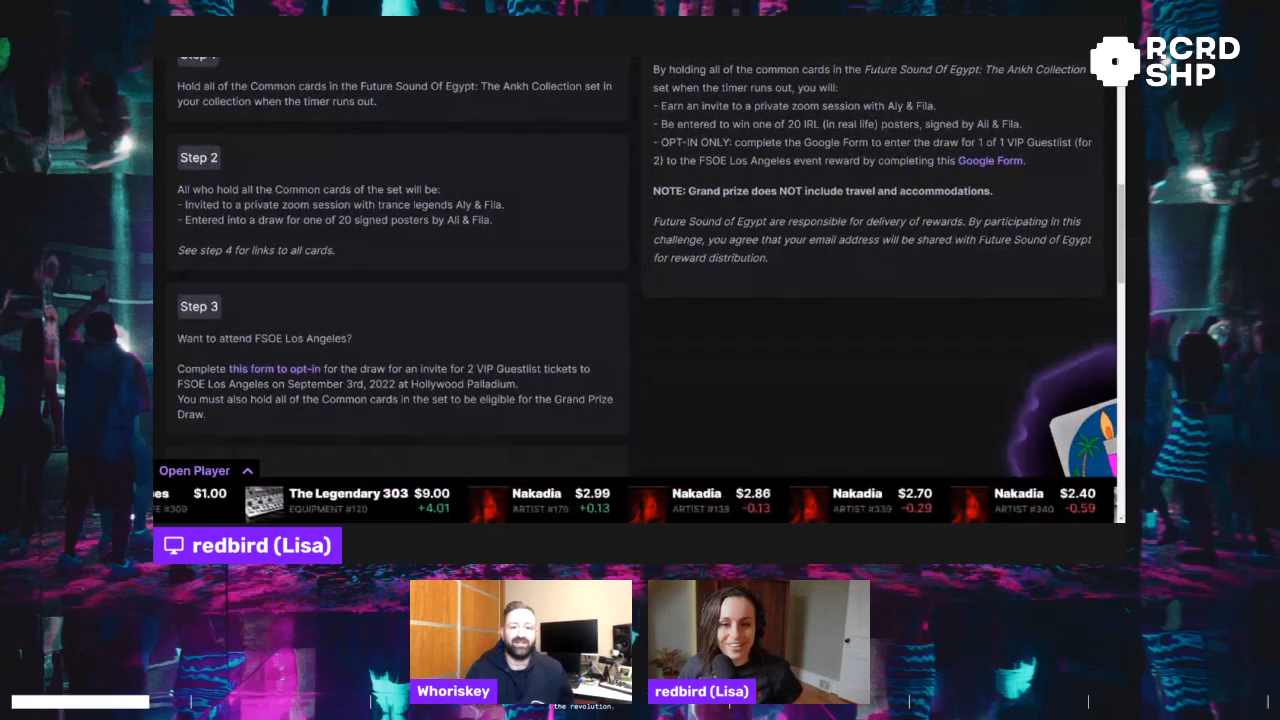 RCRD
SHP
Step 1
Hold all of the Common cards in the Future Sound Of Egypt: The Ankh Collection set in
your collection when the timer runs out.
Step 2
All who hold all the Common cards of the set will be:
- Invited to a private zoom session with trance legends Aly & Fila.
- Entered into a draw for one of 20 signed posters by Ali & Fila.
See step 4 for links to all cards.
Step 3
Want to attend FSOE Los Angeles?
Complete this form to opt-in for the draw for an invite for 2 VIP Guestlist tickets to
FSOE Los Angeles on September 3rd, 2022 at Hollywood Palladium.
You must also hold all of the Common cards in the set to be eligible for the Grand Prize
Draw.
By holding all of the common cards in the Future Sound Of Egypt: The Ankh Collection
set when the timer runs out, you will:
- Earn an invite to a private zoom session with Aly & Fila.
- Be entered to win one of 20 IRL (in real life) posters, signed by Ali & Fila.
- OPT-IN ONLY: complete the Google Form to enter the draw for 1 of 1 VIP Guestlist (for
2) to the FSOE Los Angeles event reward by completing this Google Form.
NOTE: Grand prize does NOT include travel and accommodations.
Future Sound of Egypt are responsible for delivery of rewards. By participating in this
challenge, you agree that your email address will be shared with Future Sound of Egypt
for reward distribution.
Open Player
es $1.00
FE #309
The Legendary 303 $9.00
EQUIPMENT #120 +4.01
Nakadia $2.99
ARTIST #176 +0.13
Nakadia $2.86
ARTIST #138 -0.13
Nakadia $2.70
ARTIST #339 -0.29
Nakadia $2.40
ARTIST #340 -0.59
redbird (Lisa)
Whoriskey
redbird (Lisa)
the revolution.